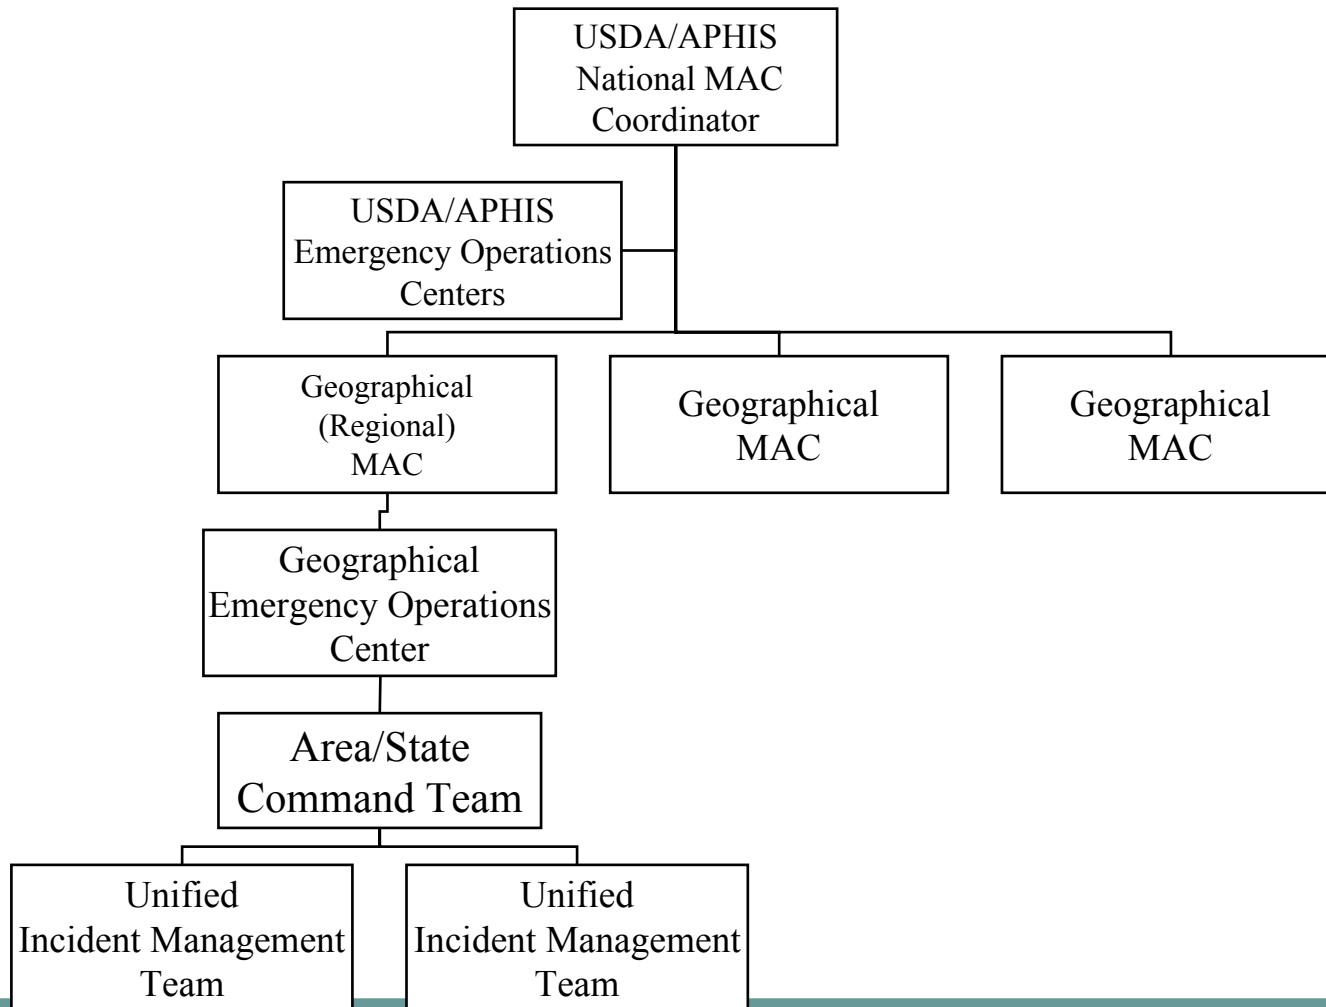 USDA/APHIS
National MAC
Coordinator
USDA/APHIS
Emergency Operations
Centers
Geographical
(Regional)
MAC
Geographical
MAC
Geographical
MAC
Geographical
Emergency Operations
Center
Area/State
Command Team
Unified
Incident Management
Team
Unified
Incident Management
Team